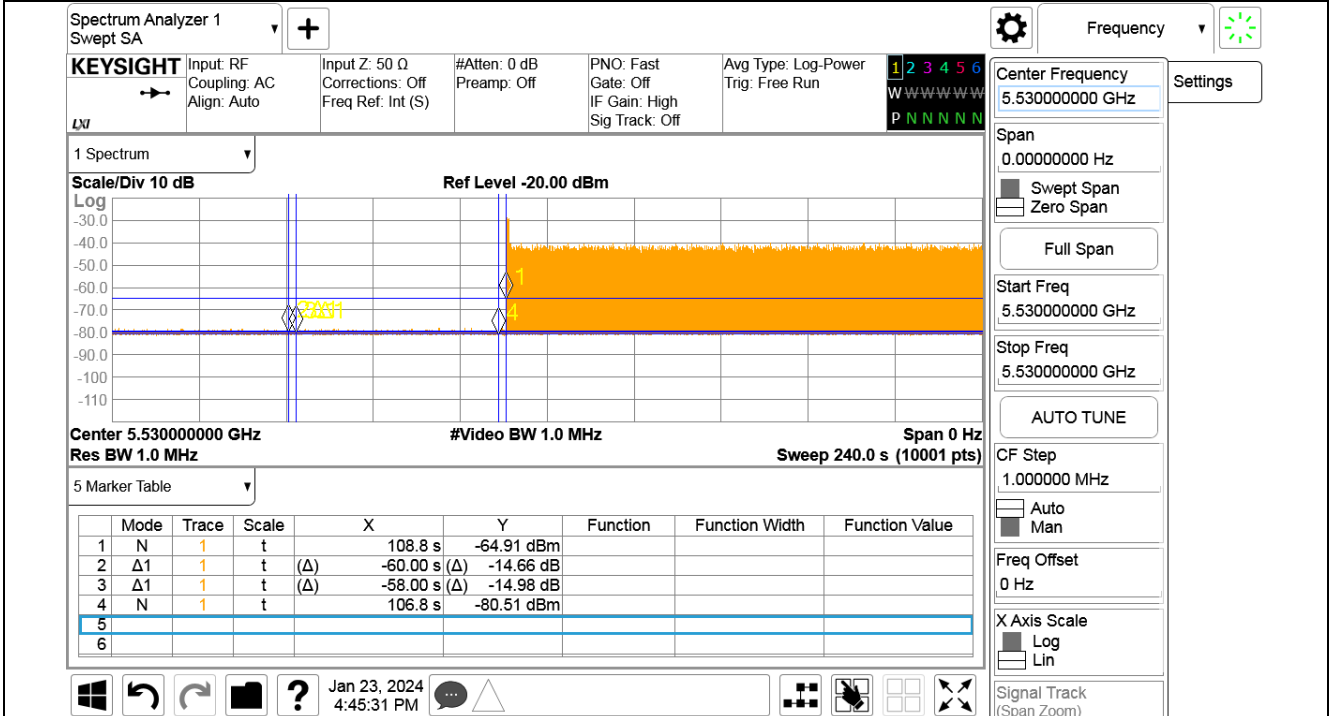 Spectrum Analyzer 1
Swept SA
Frequency
KEYSIGHT
LXI
Input: RF
Coupling: AC
Align: Auto
Input Z: 50 Ω
Corrections: Off
Freq Ref: Int (S)
#Atten: 0 dB
Preamp: Off
PNO: Fast
Gate: Off
IF Gain: High
Sig Track: Off
Avg Type: Log-Power
Trig: Free Run
1 2 3 4 5 6
W W W W W W
P N N N N N
1 Spectrum
Scale/Div 10 dB
Ref Level -20.00 dBm
Log
-30.0
-40.0
-50.0
-60.0
-70.0
-80.0
-90.0
-100
-110
1
4
Center 5.530000000 GHz
#Video BW 1.0 MHz
Span 0 Hz
Res BW 1.0 MHz
Sweep 240.0 s (10001 pts)
5 Marker Table
Mode Trace Scale X Y Function Function Width Function Value
1 N 1 t 108.8 s -64.91 dBm
2 Δ1 1 t (Δ) -60.00 s (Δ) -14.66 dB
3 Δ1 1 t (Δ) -58.00 s (Δ) -14.98 dB
4 N 1 t 106.8 s -80.51 dBm
5
6
Jan 23, 2024
4:45:31 PM
Center Frequency
5.530000000 GHz
Settings
Span
0.00000000 Hz
Swept Span
Zero Span
Full Span
Start Freq
5.530000000 GHz
Stop Freq
5.530000000 GHz
AUTO TUNE
CF Step
1.000000 MHz
Auto
Man
Freq Offset
0 Hz
X Axis Scale
Log
Lin
Signal Track
(Span Zoom)